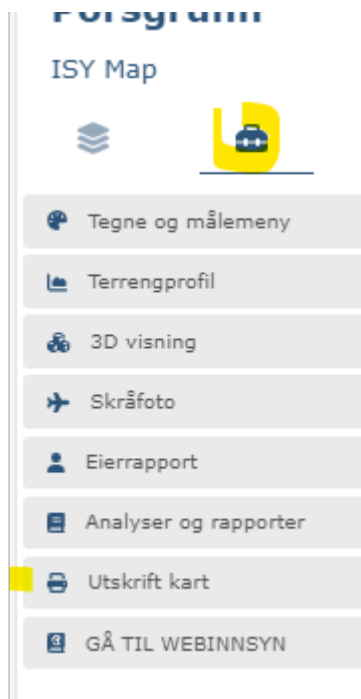 Porsgrunn
ISY Map
Tegne og målemeny
Terrengprofil
3D visning
Skråfoto
Eierrapport
Analyser og rapporter
Utskrift kart
GÅ TIL WEBINNSYN